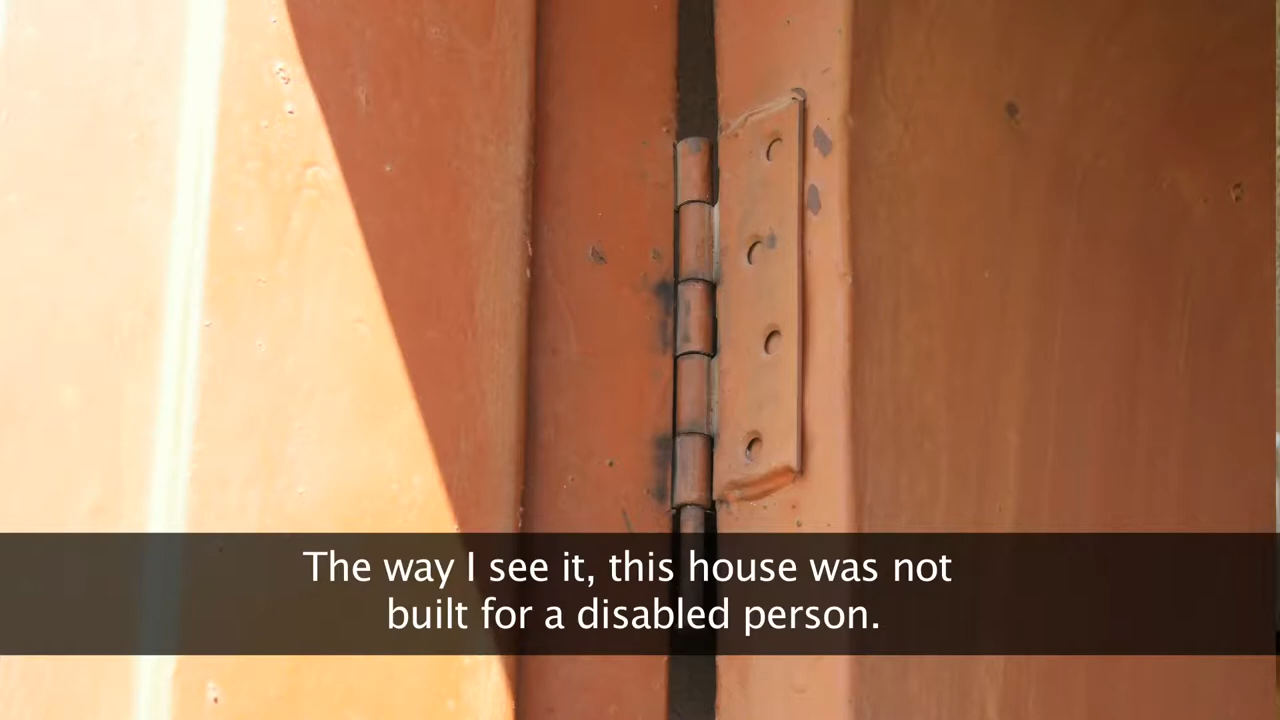 The way I see it, this house was not
built for a disabled person.